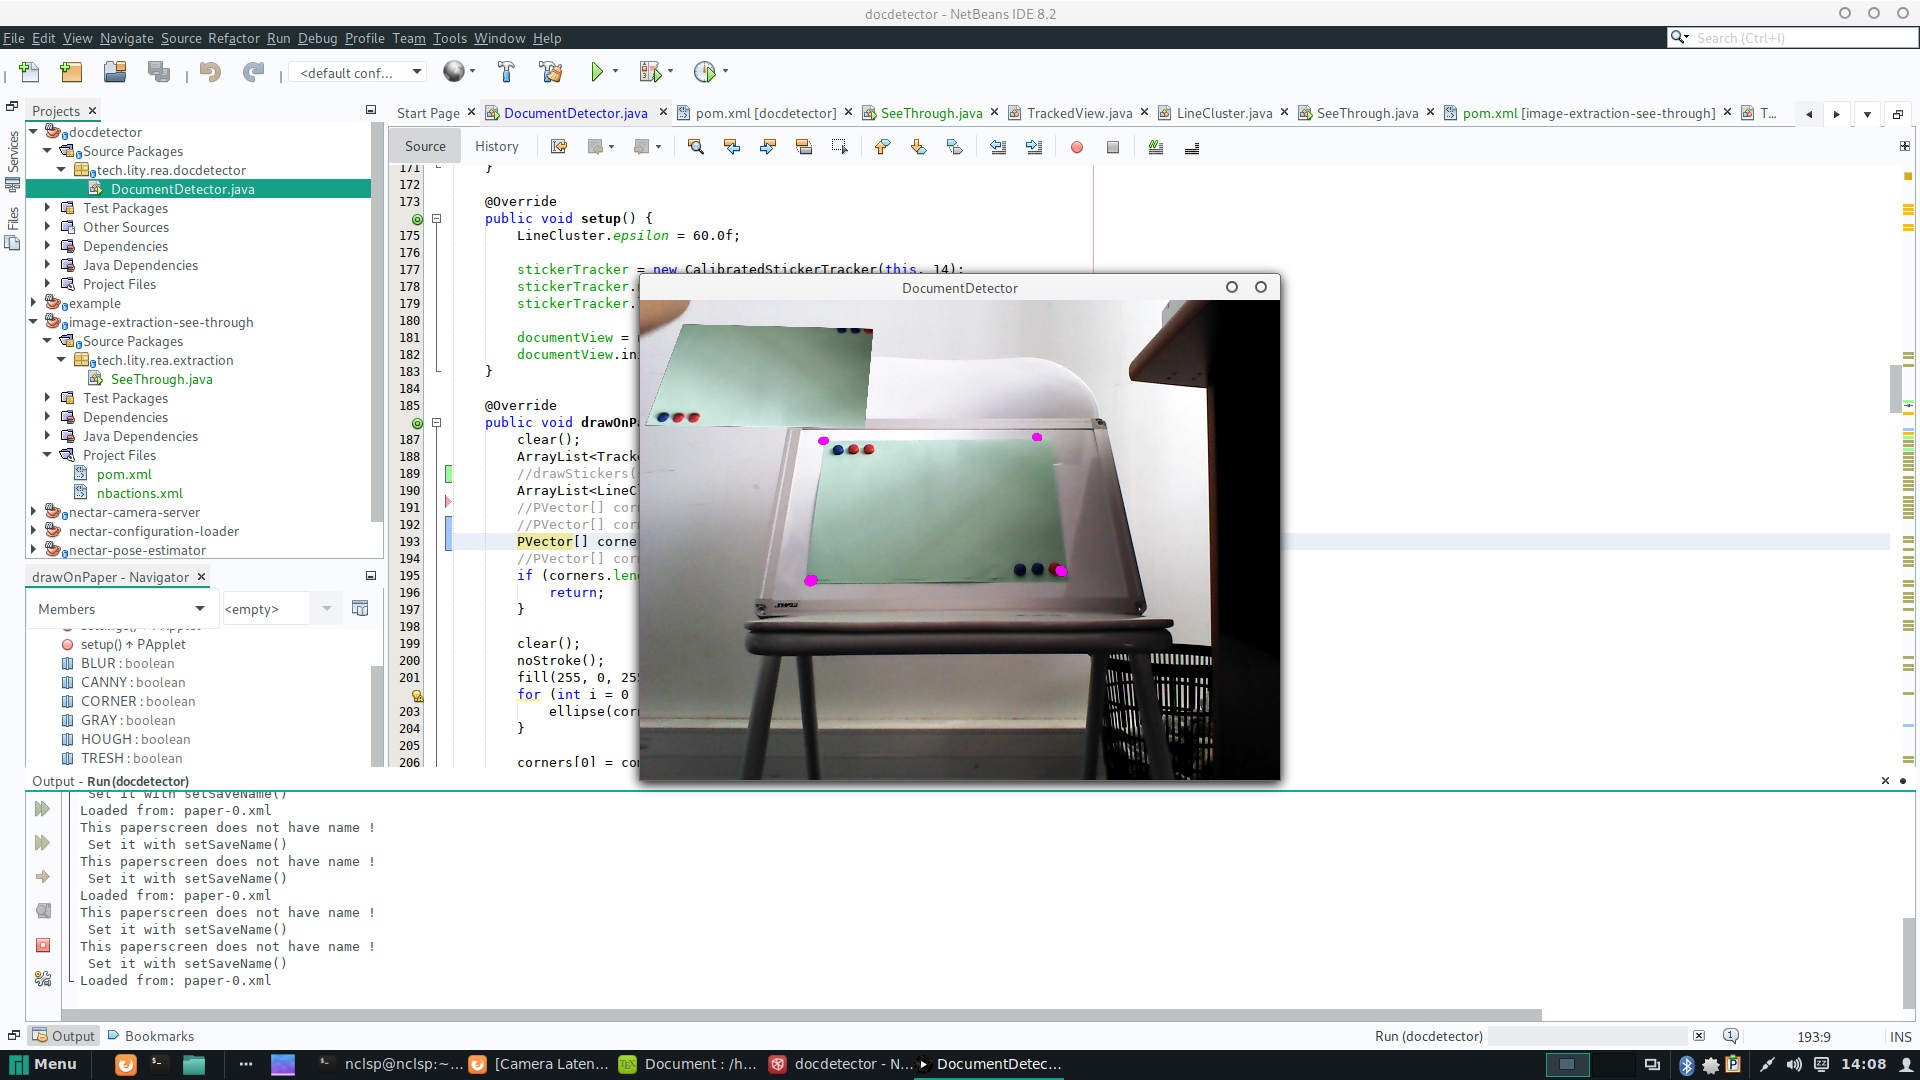 docdetector - NetBeans IDE 8.2
File Edit View Navigate Source Refactor Run Debug Profile Team Tools Window Help
Search (Ctrl+I)
<default conf...
Projects
Start Page
DocumentDetector.java
pom.xml [docdetector]
SeeThrough.java
TrackedView.java
LineCluster.java
SeeThrough.java
pom.xml [image-extraction-see-through]
T...
Services
Files
docdetector
Source Packages
tech.lity.rea.docdetector
DocumentDetector.java
Test Packages
Other Sources
Dependencies
Java Dependencies
Project Files
example
image-extraction-see-through
Source Packages
tech.lity.rea.extraction
SeeThrough.java
Test Packages
Dependencies
Java Dependencies
Project Files
pom.xml
nbactions.xml
nectar-camera-server
nectar-configuration-loader
nectar-pose-estimator
Source History
171 }
172
173 @Override
public void setup() {
175 LineCluster.epsilon = 60.0f;
176
177 stickerTracker = new CalibratedStickerTracker(this, 14);
178 stickerTracker.
179 stickerTracker.
180
181 documentView =
182 documentView.in
183 }
184
185 @Override
public void drawOnPa
187 clear();
188 ArrayList<Track
189 //drawStickers(
190 ArrayList<LineC
191 //PVector[] cor
192 //PVector[] cor
193 PVector[] corne
194 //PVector[] cor
195 if (corners.len
196 return;
197 }
198
199 clear();
200 noStroke();
201 fill(255, 0, 255
for (int i = 0
203 ellipse(cor
204 }
205
206 corners[0] = co
DocumentDetector
drawOnPaper - Navigator
Members
<empty>
setup() ↑ PApplet
BLUR : boolean
CANNY : boolean
CORNER : boolean
GRAY : boolean
HOUGH : boolean
TRESH : boolean
Output - Run (docdetector)
Set it with setSaveName()
Loaded from: paper-0.xml
This paperscreen does not have name !
Set it with setSaveName()
This paperscreen does not have name !
Set it with setSaveName()
Loaded from: paper-0.xml
This paperscreen does not have name !
Set it with setSaveName()
This paperscreen does not have name !
Set it with setSaveName()
Loaded from: paper-0.xml
Output
Bookmarks
Run (docdetector)
193:9
INS
Menu
nclsp@nclsp:~...
[Camera Laten...
Document : /h...
docdetector - N...
DocumentDetec...
14:08